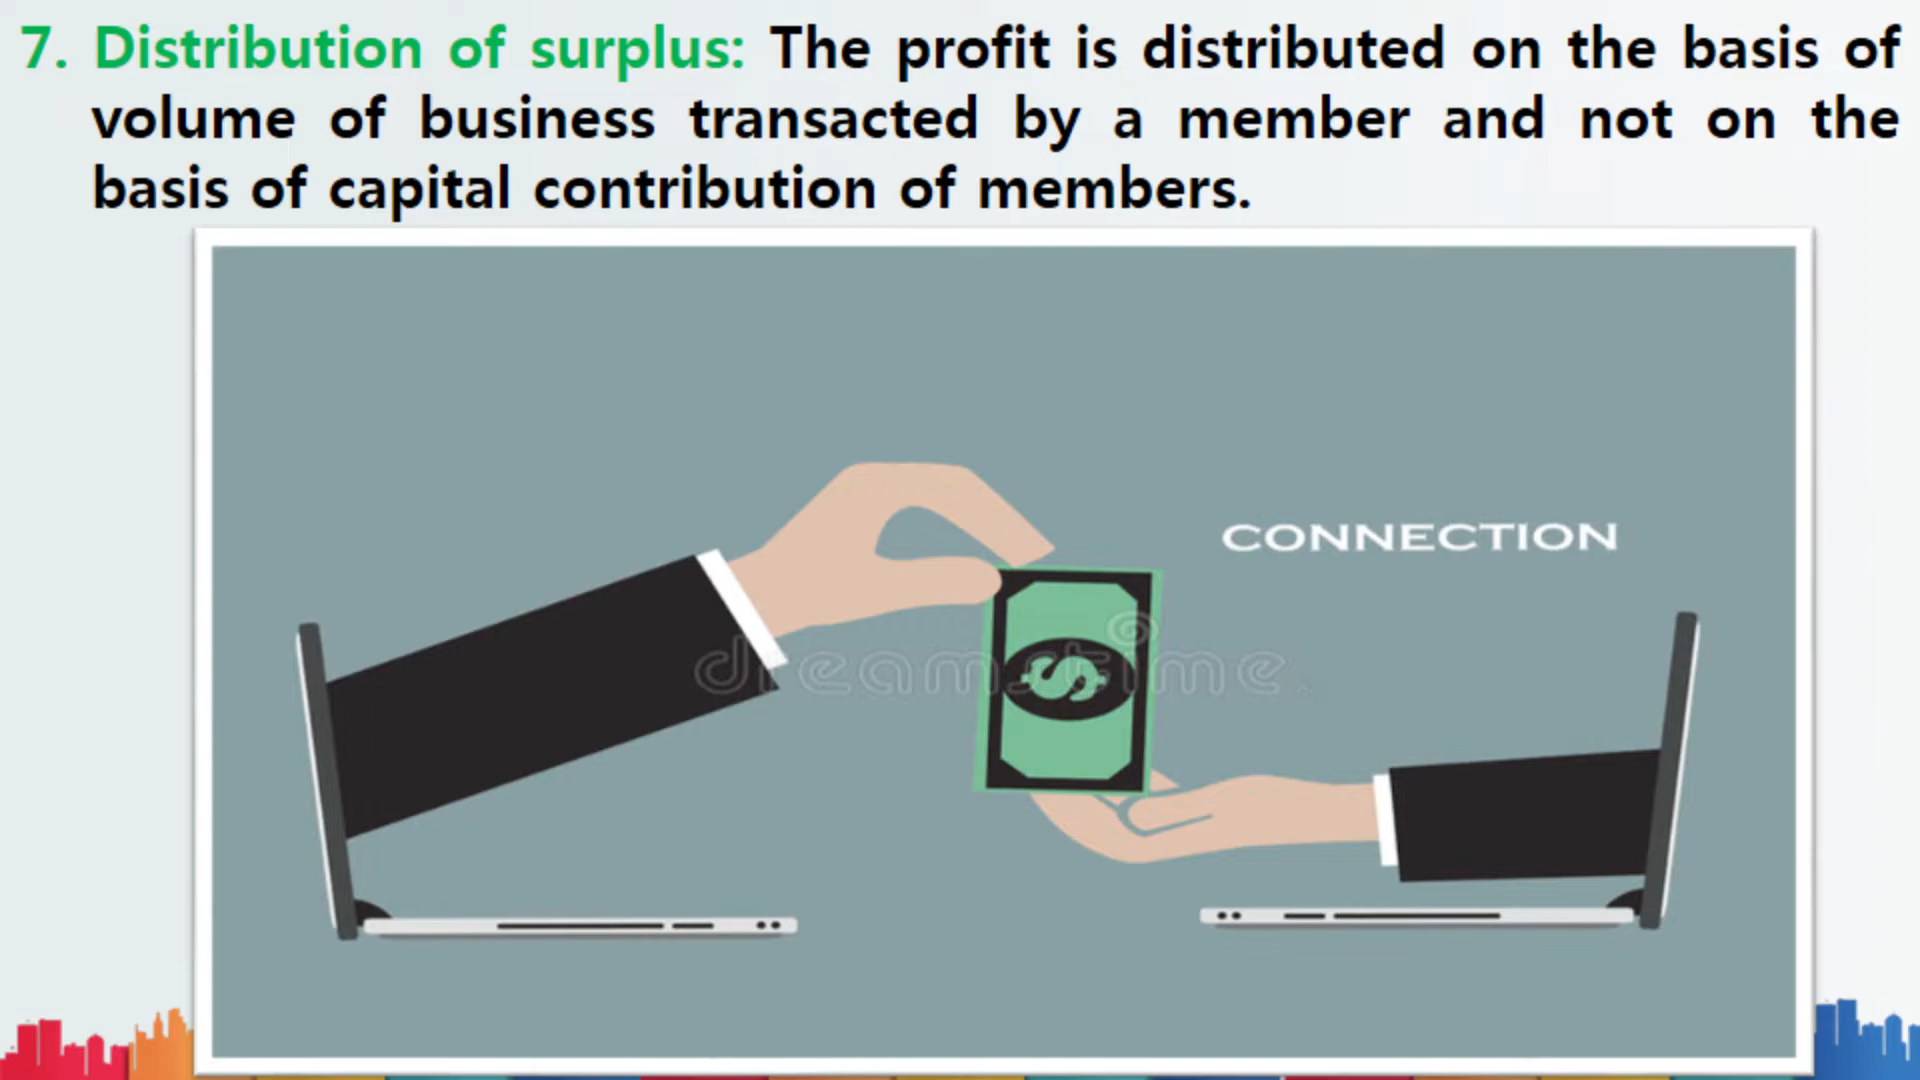 7. Distribution of surplus: The profit is distributed on the basis of
volume of business transacted by a member and not on the
basis of capital contribution of members.
CONNECTION
dreamstime.